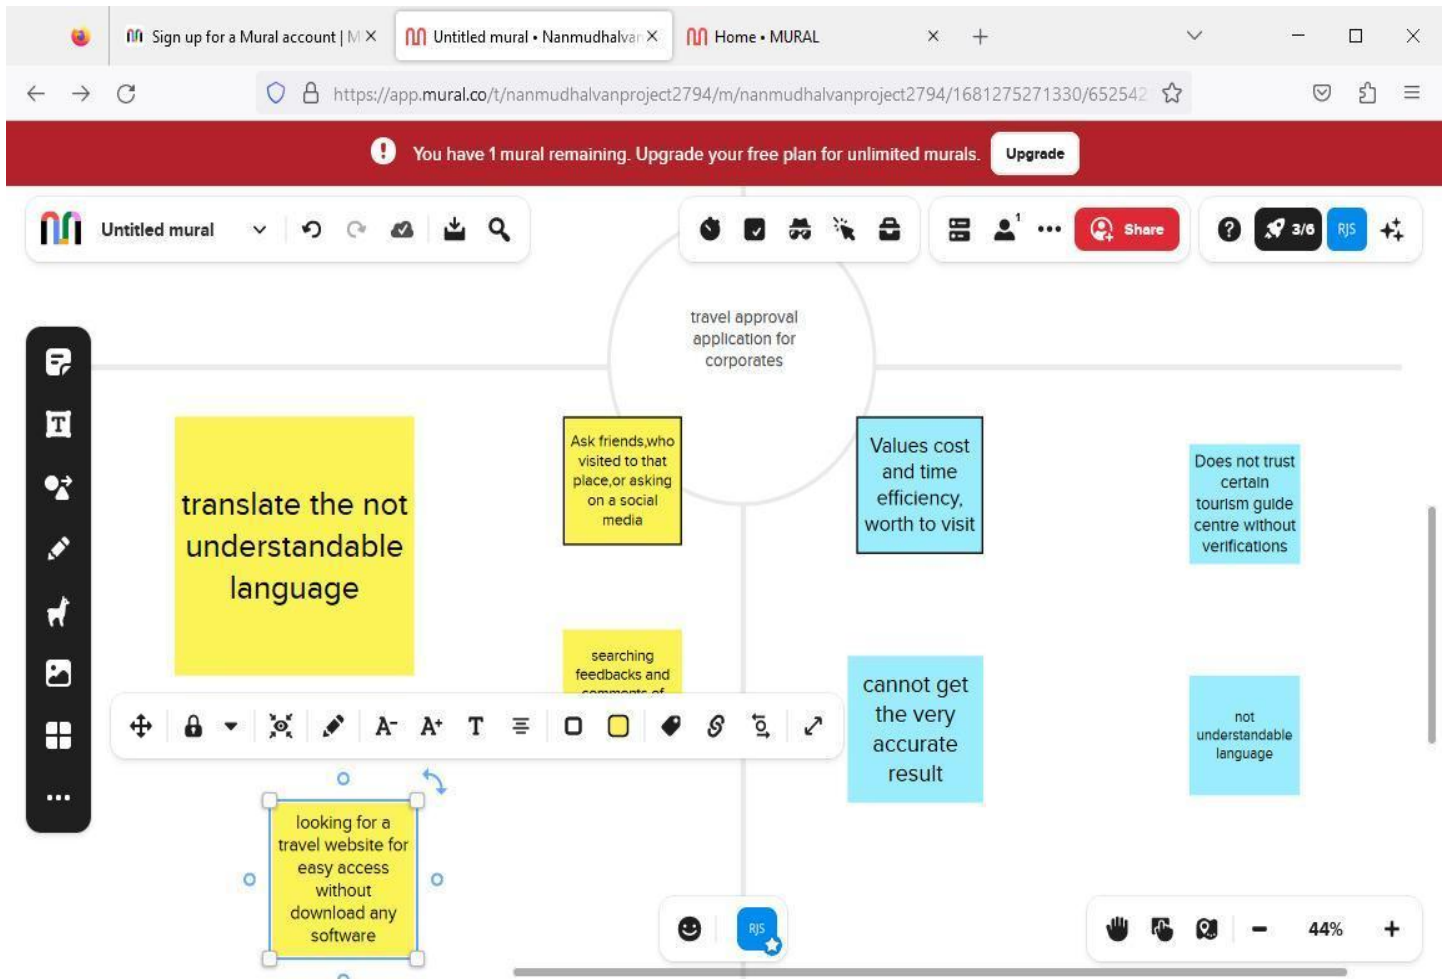 Sign up for a Mural account | M
Untitled mural • Nanmudhalvan
Home • MURAL
https://app.mural.co/t/nanmudhalvanproject2794/m/nanmudhalvanproject2794/1681275271330/652542
You have 1 mural remaining. Upgrade your free plan for unlimited murals.
Upgrade
Untitled mural
1
Share
3/6
RJS
travel approval
application for
corporates
translate the not
understandable
language
Ask friends,who
visited to that
place,or asking
on a social
media
Values cost
and time
efficiency,
worth to visit
Does not trust
certain
tourism guide
centre without
verifications
searching
feedbacks and
comments of
cannot get
the very
accurate
result
not
understandable
language
A- A+ T
looking for a
travel website for
easy access
without
download any
software
RJS
44%